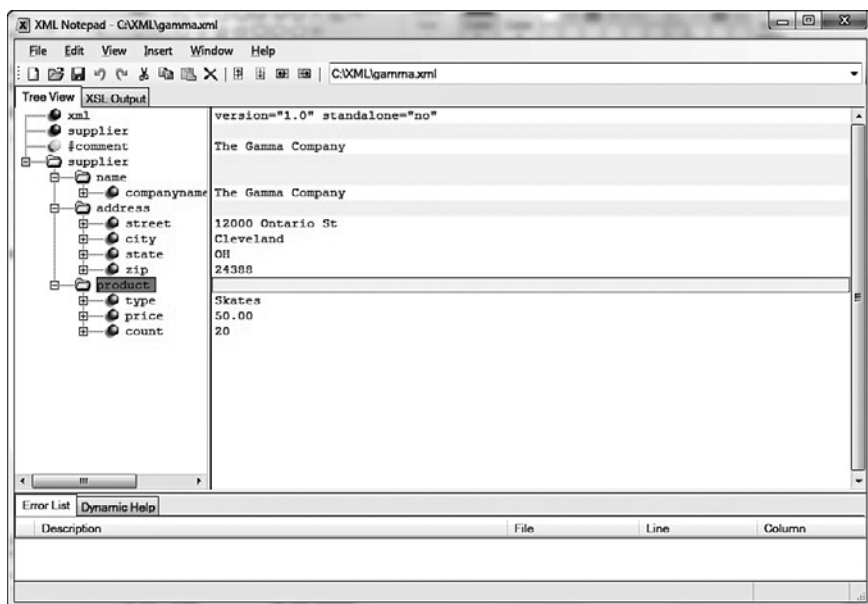 XML Notepad - C:\XML\gamma.xml
File Edit View Insert Window Help
C:\XML\gamma.xml
Tree View XSL Output
xml version="1.0" standalone="no"
supplier
#comment The Gamma Company
supplier
name
companyname The Gamma Company
address
street 12000 Ontario St
city Cleveland
state OH
zip 24388
product
type Skates
price 50.00
count 20
Error List Dynamic Help
Description File Line Column